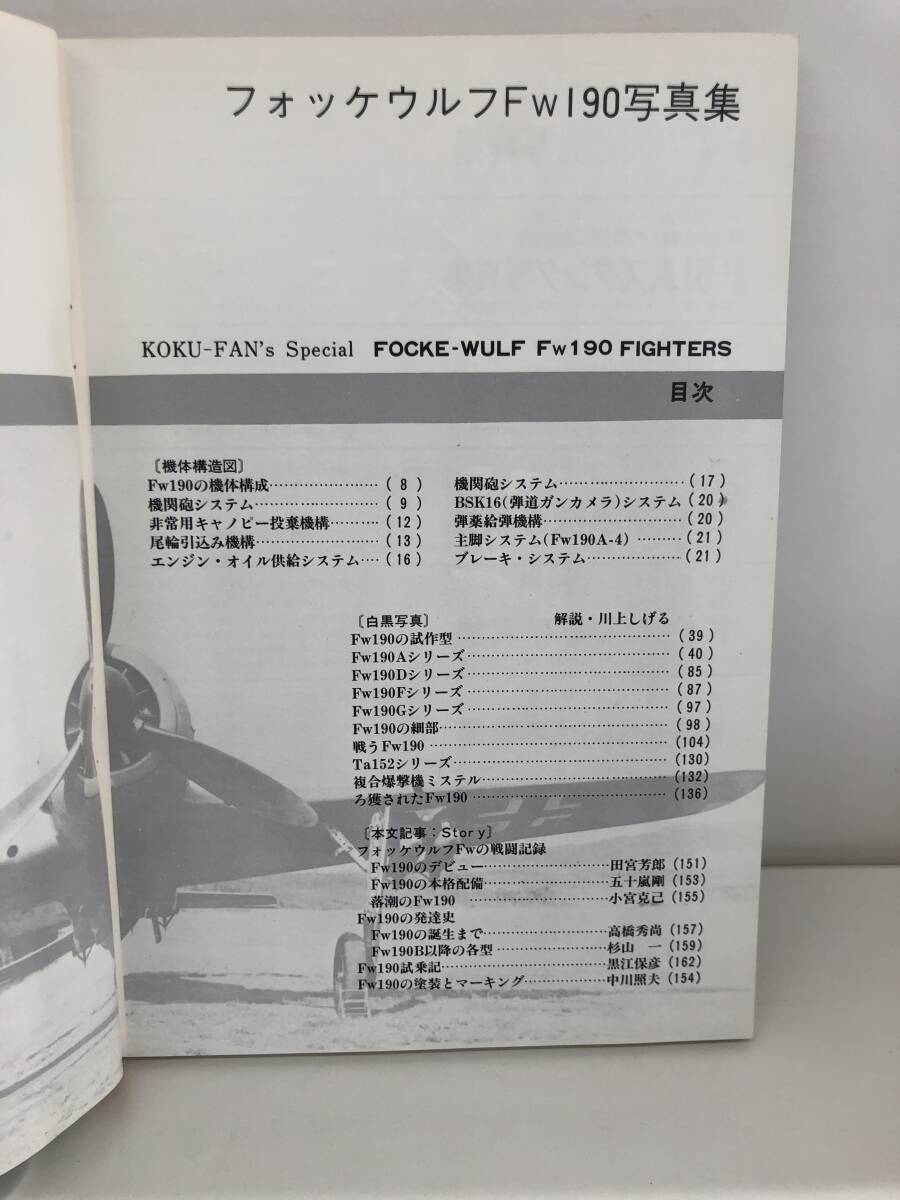 フォッケウルフFw190写真集
KOKU-FAN's Special FOCKE-WULF Fw190 FIGHTERS
目次
〔機体構造図〕
Fw190の機体構成……………………( 8 )
機関砲システム………………………( 9 )
非常用キャノピー投棄機構…………(12)
尾輪引込み機構………………………(13)
エンジン・オイル供給システム……(16)
機関砲システム………………………(17)
BSK16(弾道ガンカメラ)システム(20)
弾薬給弾機構…………………………(20)
主脚システム(Fw190A-4)…………(21)
ブレーキ・システム…………………(21)
〔白黒写真〕 解説・川上しげる
Fw190の試作型………………………(39)
Fw190Aシリーズ……………………(40)
Fw190Dシリーズ……………………(85)
Fw190Fシリーズ……………………(87)
Fw190Gシリーズ……………………(97)
Fw190の細部…………………………(98)
戦うFw190……………………………(104)
Ta152シリーズ………………………(130)
複合爆撃機ミステル…………………(132)
ろ獲されたFw190……………………(136)
〔本文記事：Story〕
フォッケウルフFwの戦闘記録
Fw190のデビュー……………………田宮芳郎(151)
Fw190の本格配備……………………五十嵐剛(153)
落潮のFw190…………………………小宮克己(155)
Fw190の発達史
Fw190の誕生まで……………………高橋秀尚(157)
Fw190B以降の各型…………………杉山 一(159)
Fw190試乗記…………………………黒江保彦(162)
Fw190の塗装とマーキング…………中川照夫(154)